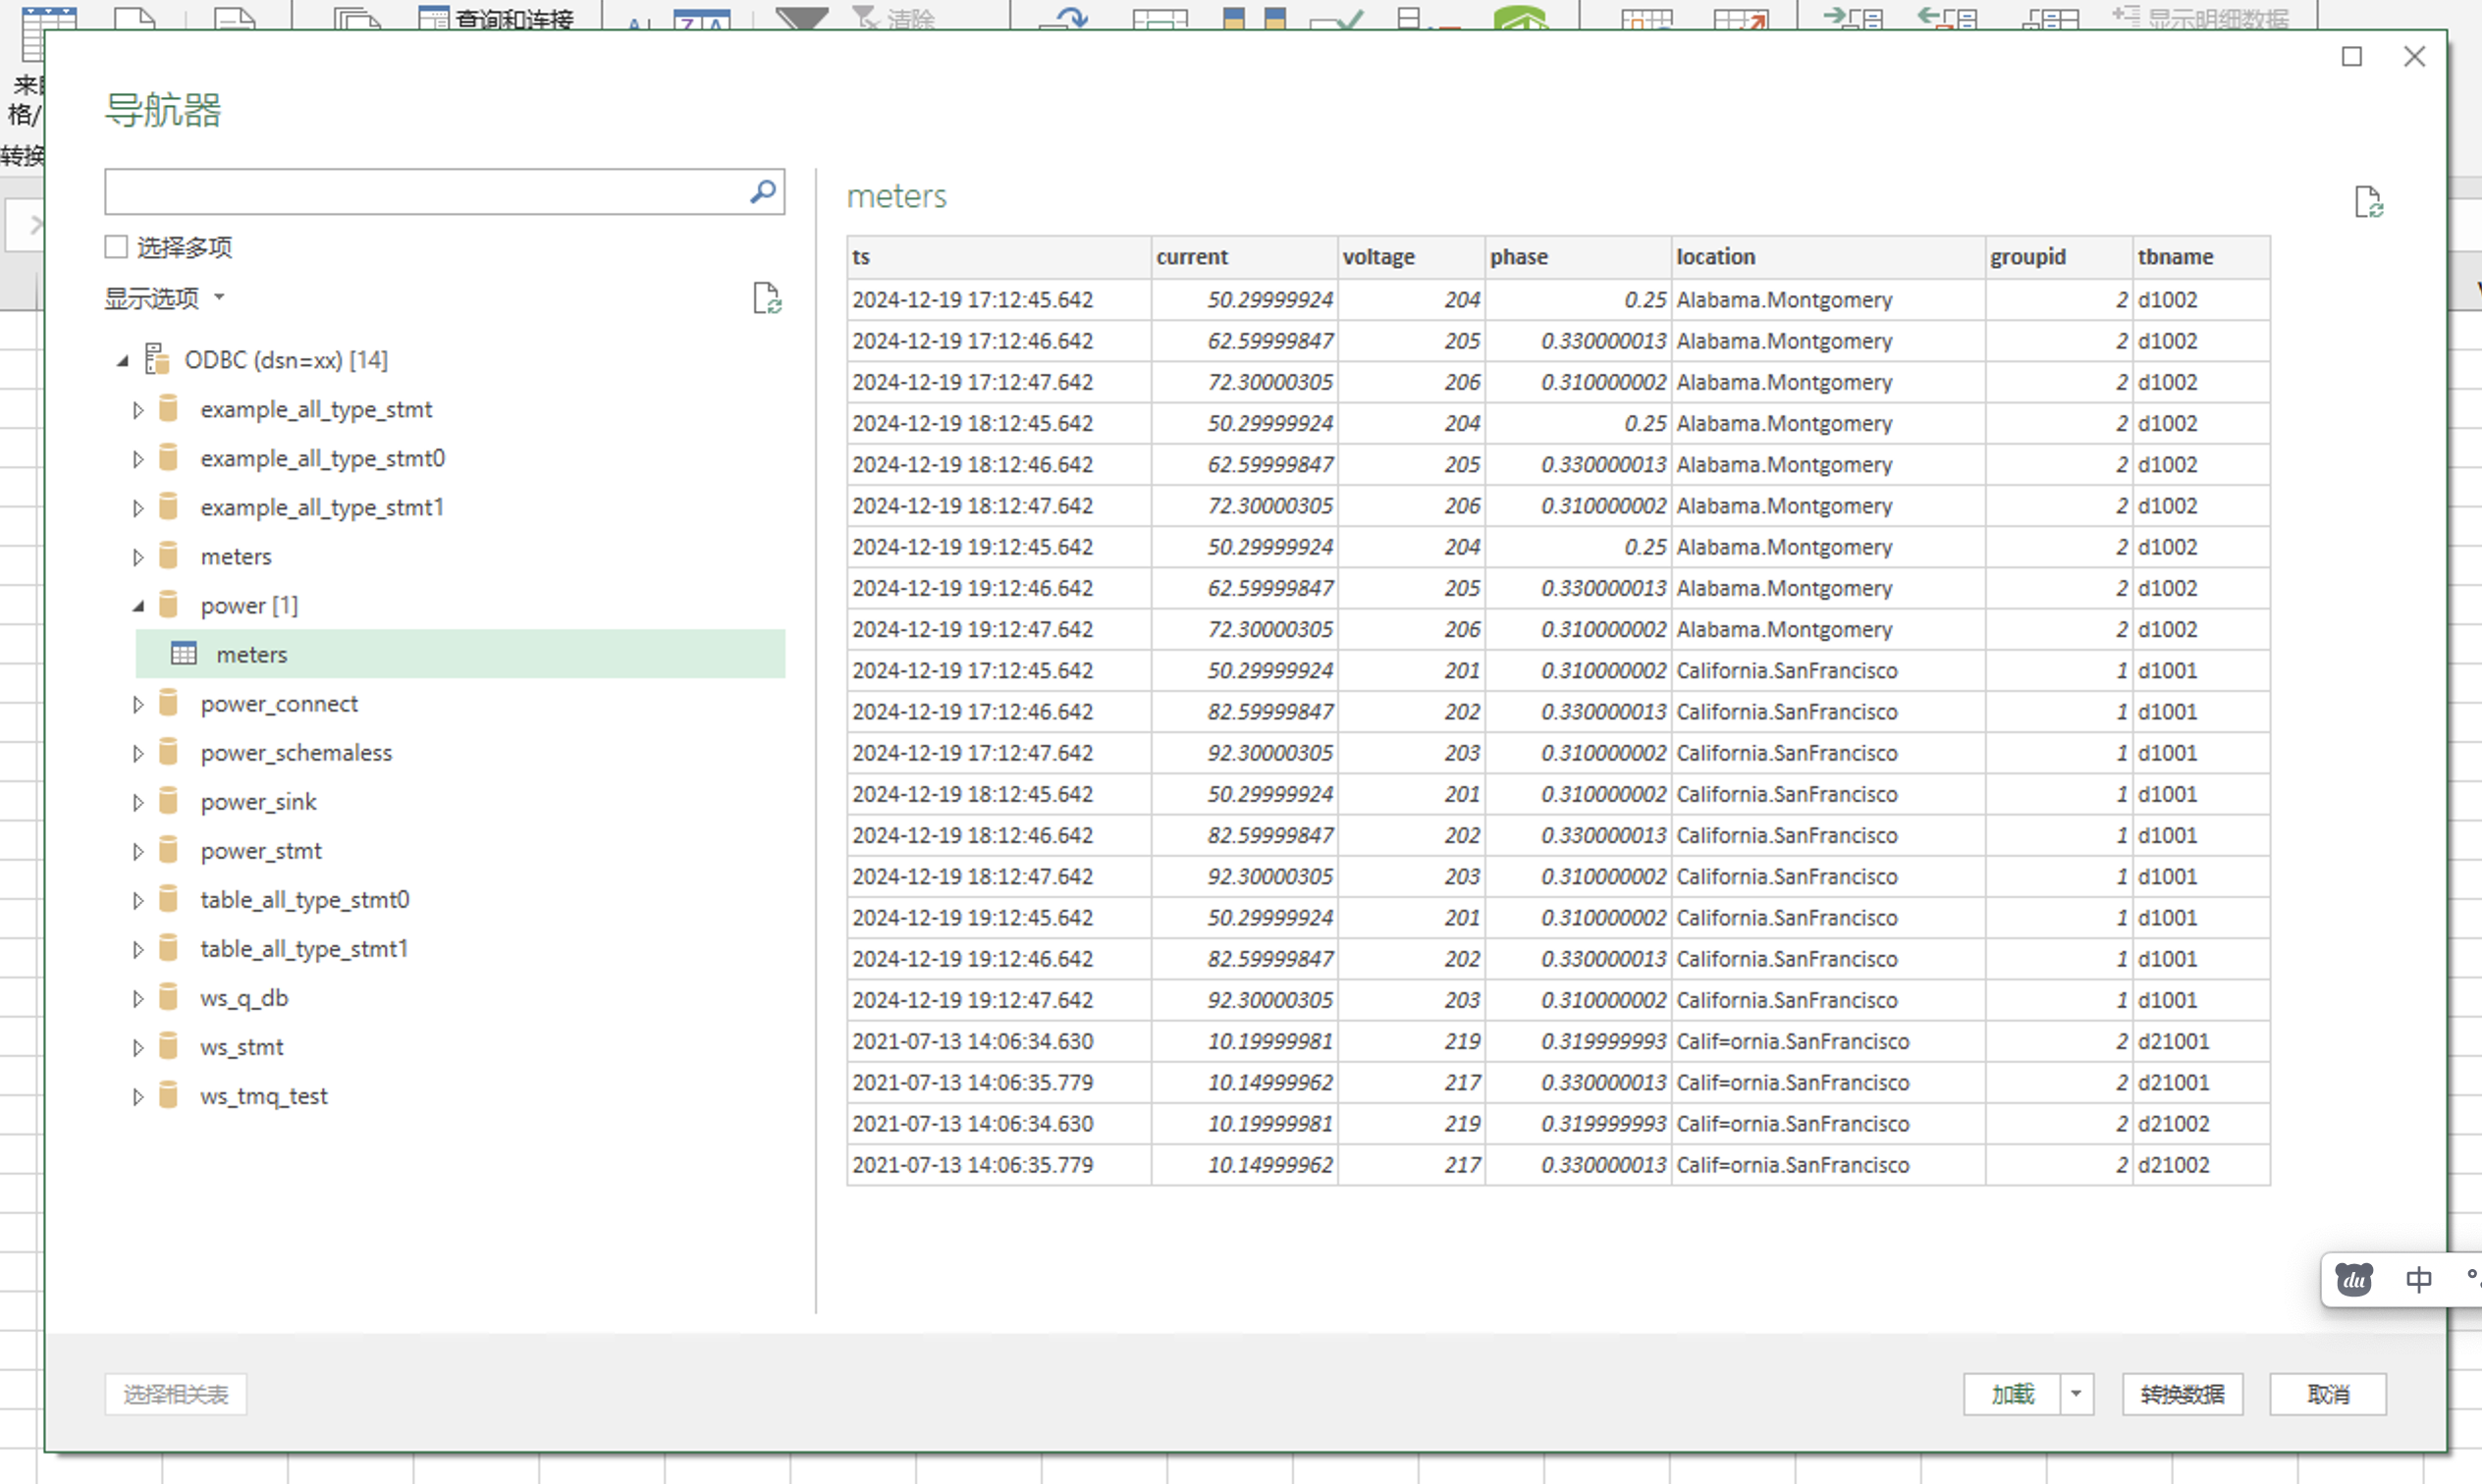 查询和连接 清除 显示明细数据
格/
转换
导航器
选择多项
显示选项
ODBC (dsn=xx) [14]
example_all_type_stmt
example_all_type_stmt0
example_all_type_stmt1
meters
power [1]
meters
power_connect
power_schemaless
power_sink
power_stmt
table_all_type_stmt0
table_all_type_stmt1
ws_q_db
ws_stmt
ws_tmq_test
meters
ts current voltage phase location groupid tbname
2024-12-19 17:12:45.642 50.29999924 204 0.25 Alabama.Montgomery 2 d1002
2024-12-19 17:12:46.642 62.59999847 205 0.330000013 Alabama.Montgomery 2 d1002
2024-12-19 17:12:47.642 72.30000305 206 0.310000002 Alabama.Montgomery 2 d1002
2024-12-19 18:12:45.642 50.29999924 204 0.25 Alabama.Montgomery 2 d1002
2024-12-19 18:12:46.642 62.59999847 205 0.330000013 Alabama.Montgomery 2 d1002
2024-12-19 18:12:47.642 72.30000305 206 0.310000002 Alabama.Montgomery 2 d1002
2024-12-19 19:12:45.642 50.29999924 204 0.25 Alabama.Montgomery 2 d1002
2024-12-19 19:12:46.642 62.59999847 205 0.330000013 Alabama.Montgomery 2 d1002
2024-12-19 19:12:47.642 72.30000305 206 0.310000002 Alabama.Montgomery 2 d1002
2024-12-19 17:12:45.642 50.29999924 201 0.310000002 California.SanFrancisco 1 d1001
2024-12-19 17:12:46.642 82.59999847 202 0.330000013 California.SanFrancisco 1 d1001
2024-12-19 17:12:47.642 92.30000305 203 0.310000002 California.SanFrancisco 1 d1001
2024-12-19 18:12:45.642 50.29999924 201 0.310000002 California.SanFrancisco 1 d1001
2024-12-19 18:12:46.642 82.59999847 202 0.330000013 California.SanFrancisco 1 d1001
2024-12-19 18:12:47.642 92.30000305 203 0.310000002 California.SanFrancisco 1 d1001
2024-12-19 19:12:45.642 50.29999924 201 0.310000002 California.SanFrancisco 1 d1001
2024-12-19 19:12:46.642 82.59999847 202 0.330000013 California.SanFrancisco 1 d1001
2024-12-19 19:12:47.642 92.30000305 203 0.310000002 California.SanFrancisco 1 d1001
2021-07-13 14:06:34.630 10.19999981 219 0.319999993 Calif=ornia.SanFrancisco 2 d21001
2021-07-13 14:06:35.779 10.14999962 217 0.330000013 Calif=ornia.SanFrancisco 2 d21001
2021-07-13 14:06:34.630 10.19999981 219 0.319999993 Calif=ornia.SanFrancisco 2 d21002
2021-07-13 14:06:35.779 10.14999962 217 0.330000013 Calif=ornia.SanFrancisco 2 d21002
du 中
选择相关表 加载 转换数据 取消